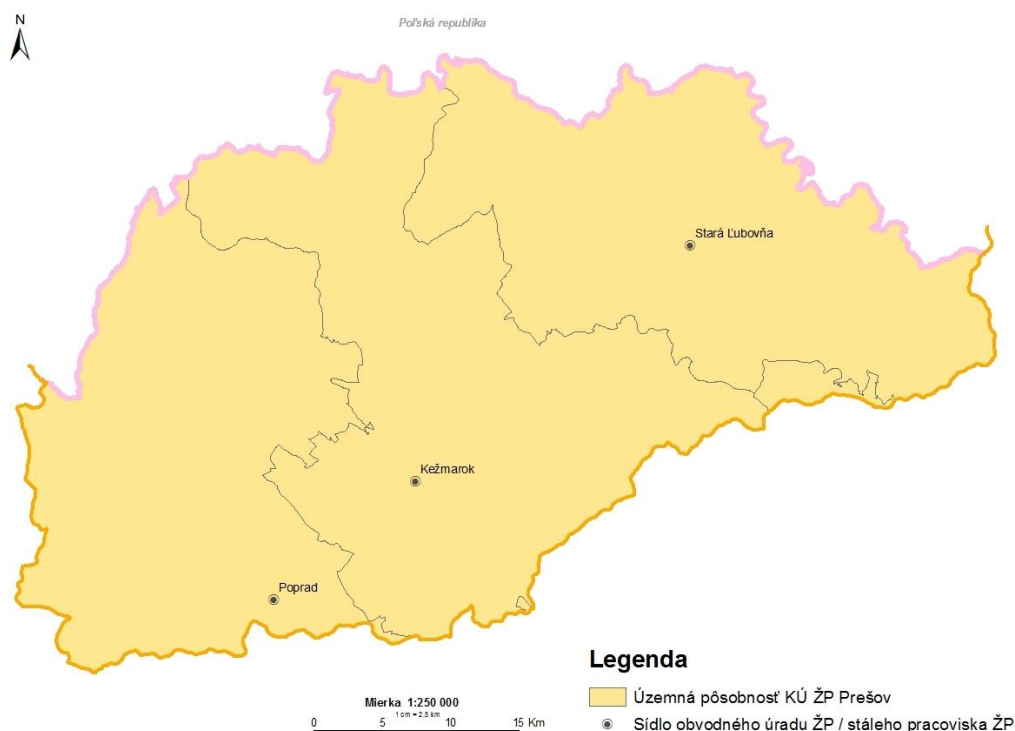 N
Poľská republika
Stará Ľubovňa
Kežmarok
Poprad
Legenda
Mierka 1:250 000
1 cm = 2,5 km
0 5 10 15 Km
Územná pôsobnosť KÚ ŽP Prešov
Sídlo obvodného úradu ŽP / stáleho pracoviska ŽP